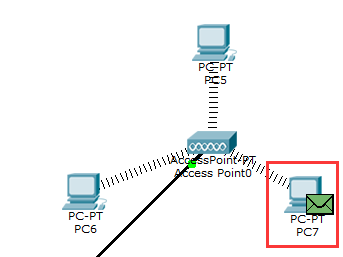 PC-PT
PC5
AccessPoint-PT
Access Point0
PC-PT
PC6
PC-PT
PC7